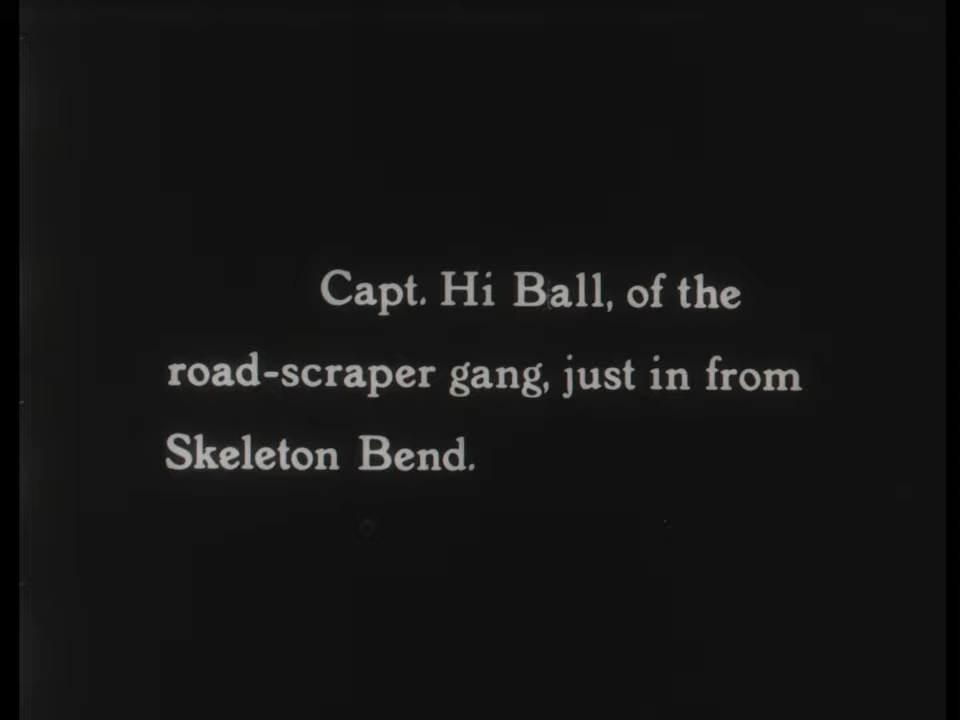 Capt. Hi Ball, of the
road-scraper gang, just in from
Skeleton Bend.